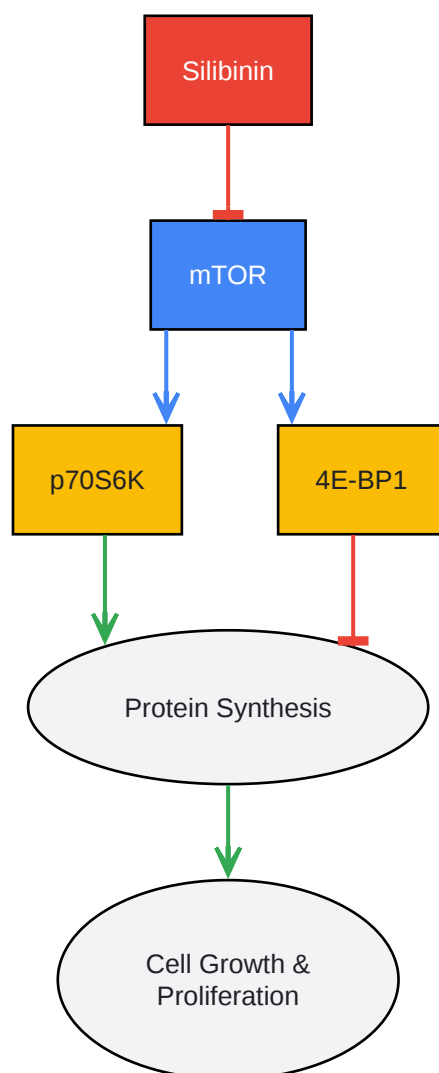 Silibinin
mTOR
p70S6K
4E-BP1
Protein Synthesis
Cell Growth &
Proliferation